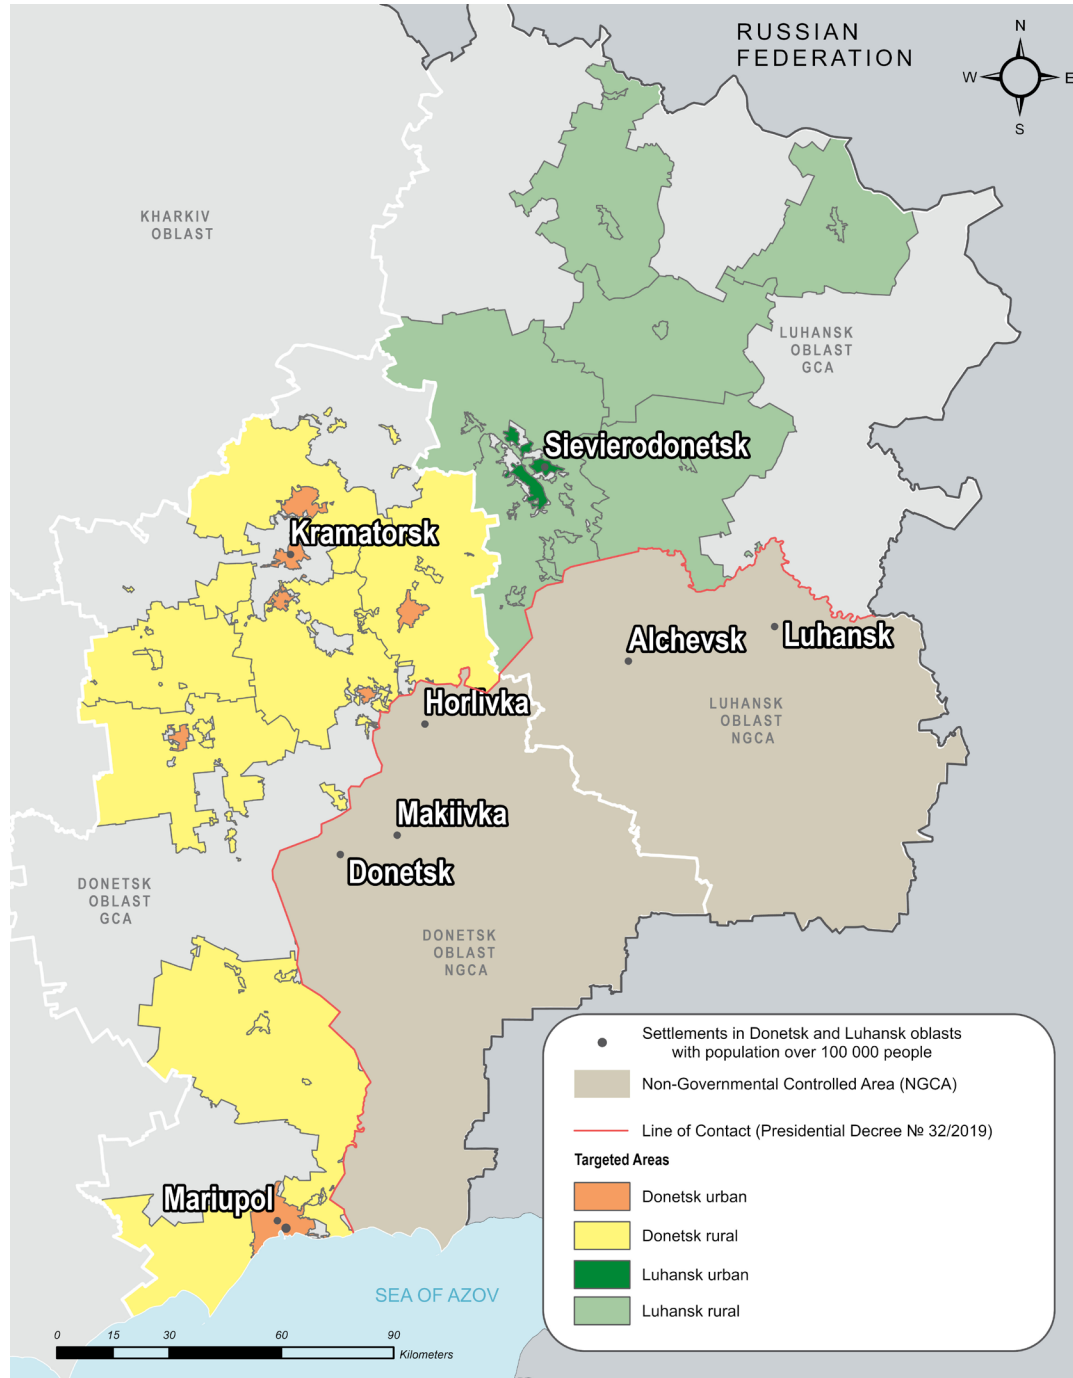 RUSSIAN
FEDERATION
N
W
E
S
KHARKIV
OBLAST
LUHANSK
OBLAST
GCA
Sievierodonetsk
Kramatorsk
Alchevsk
Luhansk
Horlivka
LUHANSK
OBLAST
NGCA
Makiivka
Donetsk
DONETSK
OBLAST
GCA
DONETSK
OBLAST
NGCA
Settlements in Donetsk and Luhansk oblasts
with population over 100 000 people
Non-Governmental Controlled Area (NGCA)
Line of Contact (Presidential Decree № 32/2019)
Targeted Areas
Donetsk urban
Donetsk rural
Luhansk urban
Luhansk rural
Mariupol
SEA OF AZOV
0 15 30 60 90
Kilometers